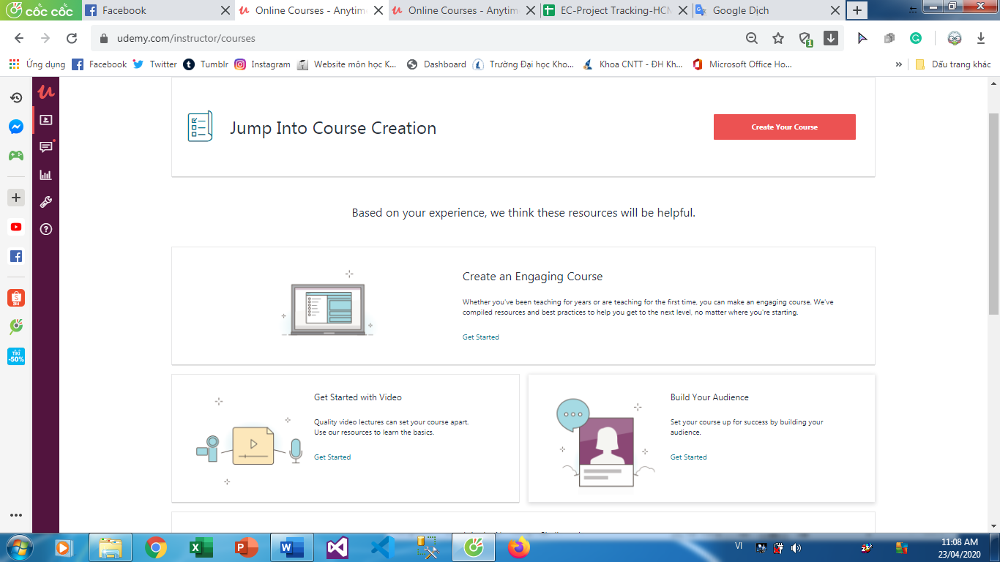 cốc cốc
Facebook
Online Courses - Anytim
Online Courses - Anytim
EC-Project Tracking-HCM
Google Dịch
udemy.com/instructor/courses
1
Ứng dụng
Facebook
Twitter
Tumblr
Instagram
Website môn học K...
Dashboard
Trường Đại học Kho...
Khoa CNTT - ĐH Kh...
Microsoft Office Ho...
»
Dấu trang khác
Jump Into Course Creation
Create Your Course
Based on your experience, we think these resources will be helpful.
Create an Engaging Course
Whether you've been teaching for years or are teaching for the first time, you can make an engaging course. We've
compiled resources and best practices to help you get to the next level, no matter where you're starting.
Get Started
Get Started with Video
Quality video lectures can set your course apart.
Use our resources to learn the basics.
Get Started
Build Your Audience
Set your course up for success by building your
audience.
Get Started
TIKI
-50%
VI
11:08 AM
23/04/2020